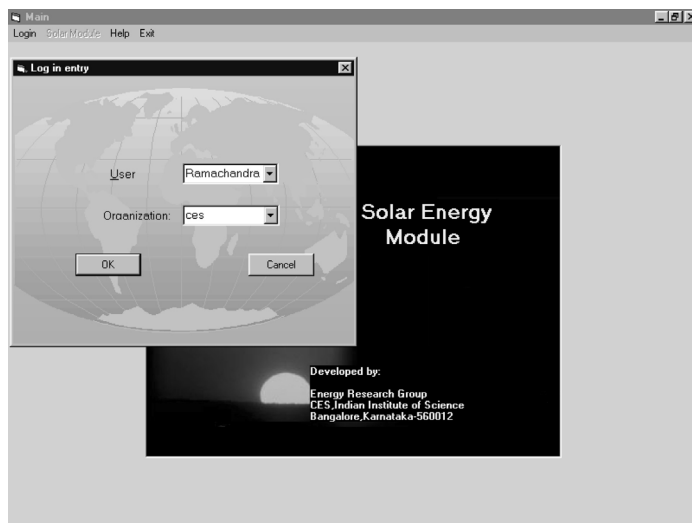 Main
Login Solar Module Help Exit
Log in entry
User Ramachandra
Organization: ces
OK Cancel
Solar Energy
Module
Developed by:
Energy Research Group
CES,Indian Institute of Science
Bangalore,Karnataka-560012